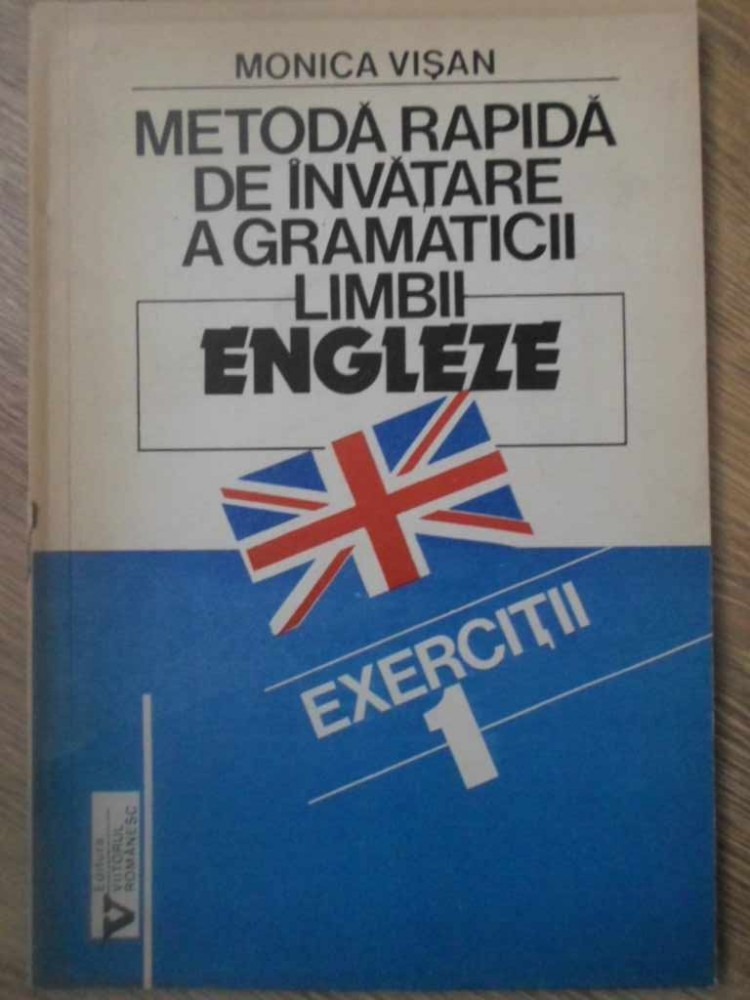 MONICA VIȘAN
METODĂ RAPIDĂ
DE ÎNVĂȚARE
A GRAMATICII
LIMBII
ENGLEZE
EXERCIȚII
1
Editura
VIITORUL
ROMÂNESC